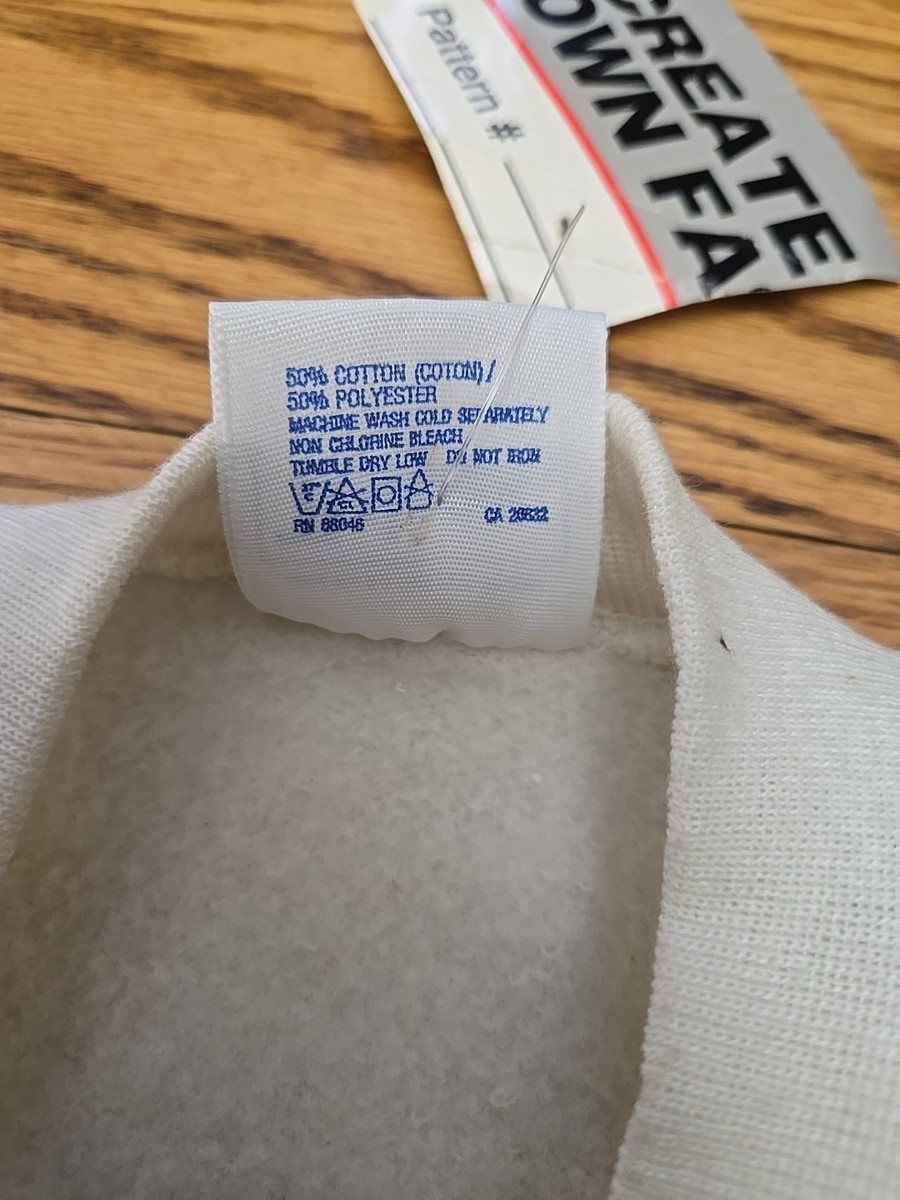 CREATE
OWN FA
Pattern #
50% COTTON (COTON)/
50% POLYESTER
MACHINE WASH COLD SEPARATELY
NON CHLORINE BLEACH
TUMBLE DRY LOW DO NOT IRON
RN 88046
CA 20832